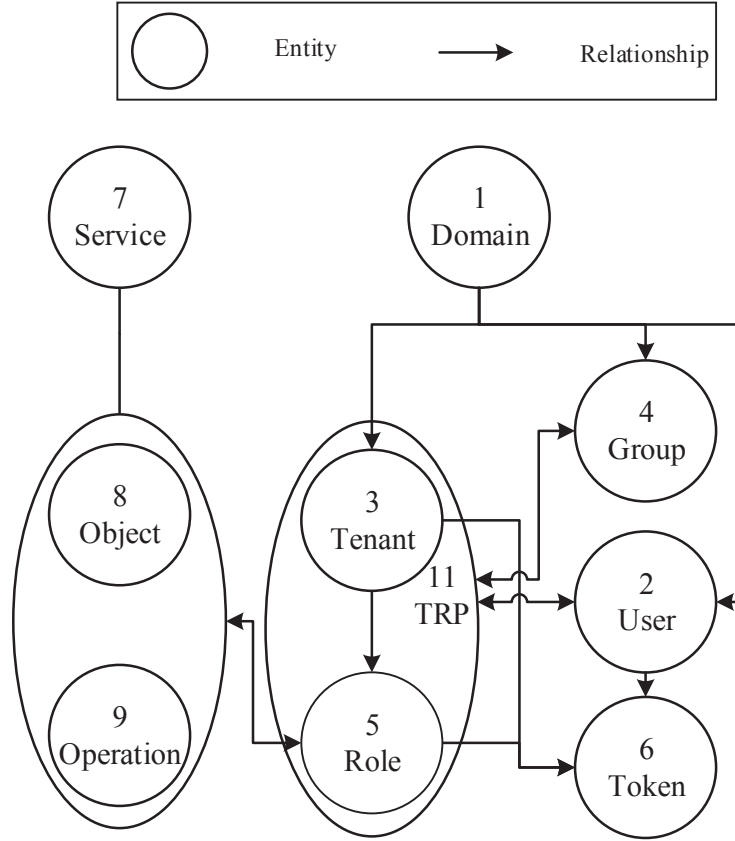 Entity
Relationship
7
Service
1
Domain
4
Group
8
Object
3
Tenant
11
TRP
2
User
9
Operation
5
Role
6
Token